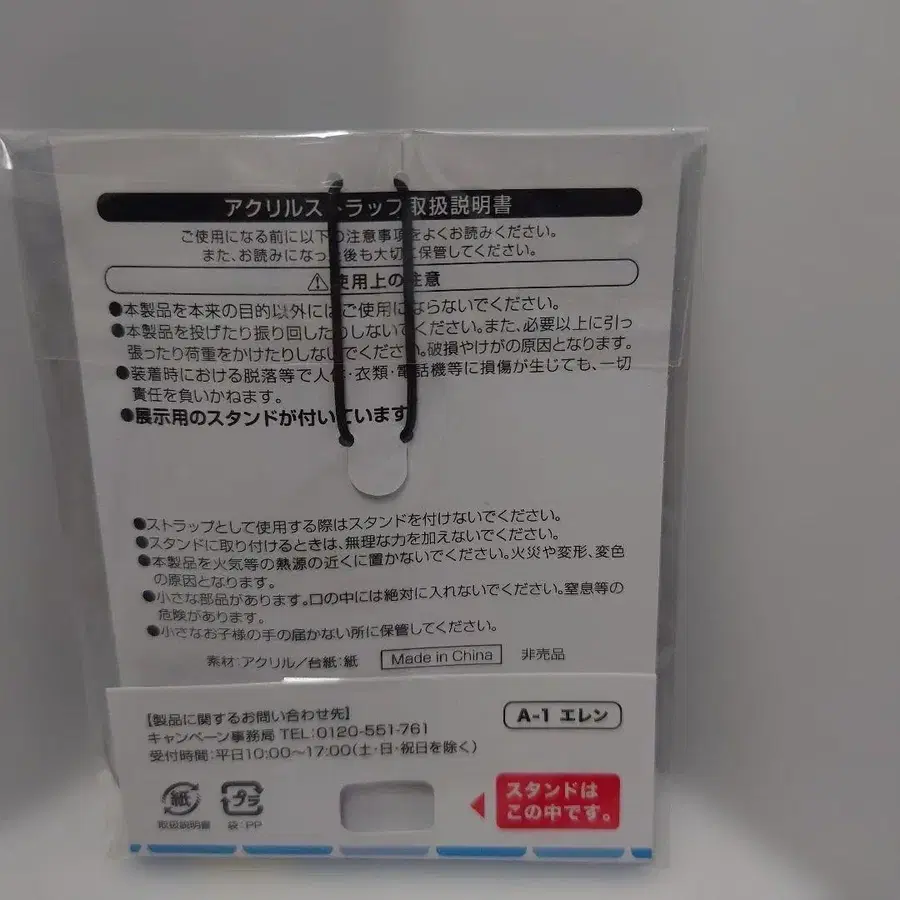 アクリルストラップ取扱説明書
ご使用になる前に以下の注意事項をよくお読みください。
また、お読みになった後も大切に保管してください。
⚠使用上の注意
●本製品を本来の目的以外にはご使用にならないでください。
●本製品を投げたり振り回したりしないでください。また、必要以上に引っ
張ったり荷重をかけたりしないでください。破損やけがの原因となります。
●装着時における脱落等で人体・衣類・電話機等に損傷が生じても、一切
責任を負いかねます。
●展示用のスタンドが付いています
●ストラップとして使用する際はスタンドを付けないでください。
●スタンドに取り付けるときは、無理な力を加えないでください。
●本製品を火気等の熱源の近くに置かないでください。火災や変形、変色
の原因となります。
●小さな部品があります。口の中には絶対に入れないでください。窒息等の
危険があります。
●小さなお子様の手の届かない所に保管してください。
素材:アクリル/台紙:紙 Made in China 非売品
【製品に関するお問い合わせ先】
キャンペーン事務局 TEL:0120-551-761
受付時間:平日10:00〜17:00(土・日・祝日を除く)
A-1 エレン
紙
取扱説明書
プラ
袋:PP
スタンドは
この中です。